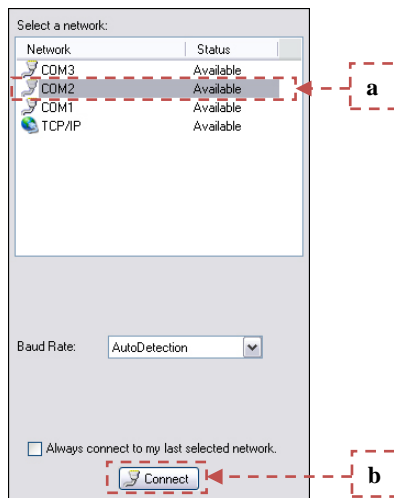 Select a network:
Network Status
COM3 Available
COM2 Available
a
COM1 Available
TCP/IP Available
Baud Rate: AutoDetection
Always connect to my last selected network.
Connect
b